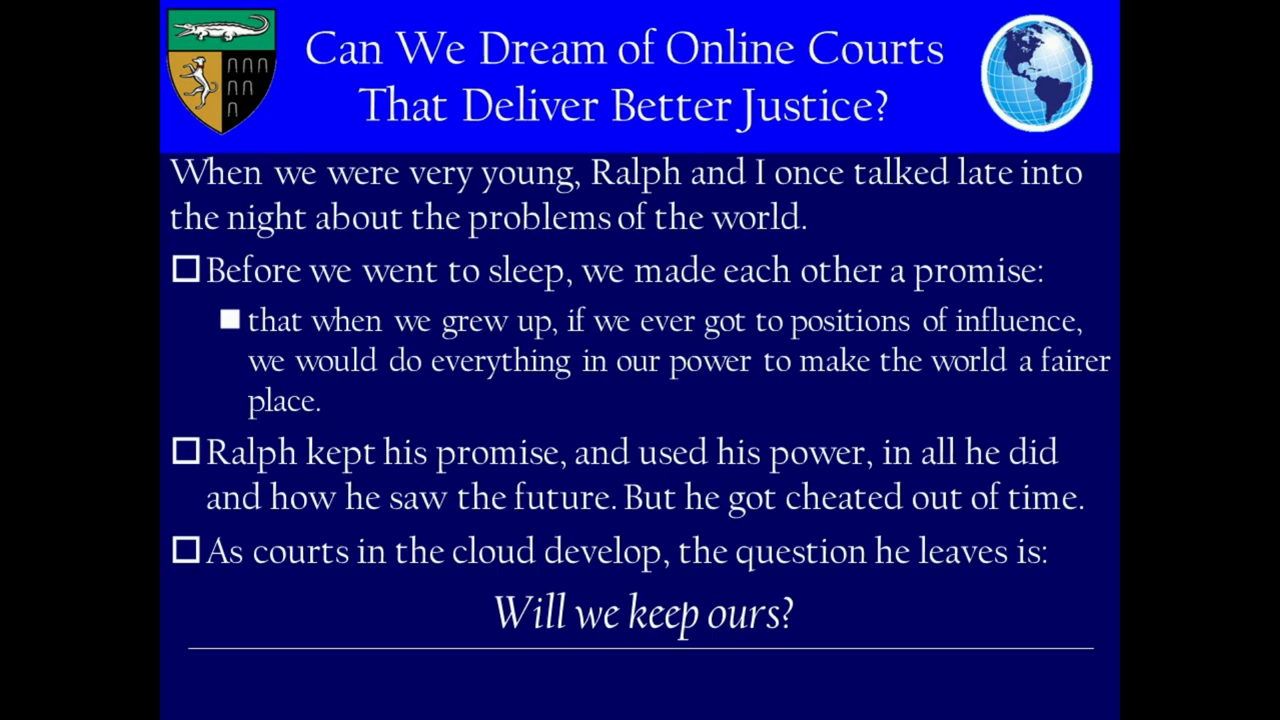 Can We Dream of Online Courts
That Deliver Better Justice?
When we were very young, Ralph and I once talked late into
the night about the problems of the world.
Before we went to sleep, we made each other a promise:
that when we grew up, if we ever got to positions of influence,
we would do everything in our power to make the world a fairer
place.
Ralph kept his promise, and used his power, in all he did
and how he saw the future. But he got cheated out of time.
As courts in the cloud develop, the question he leaves is:
Will we keep ours?